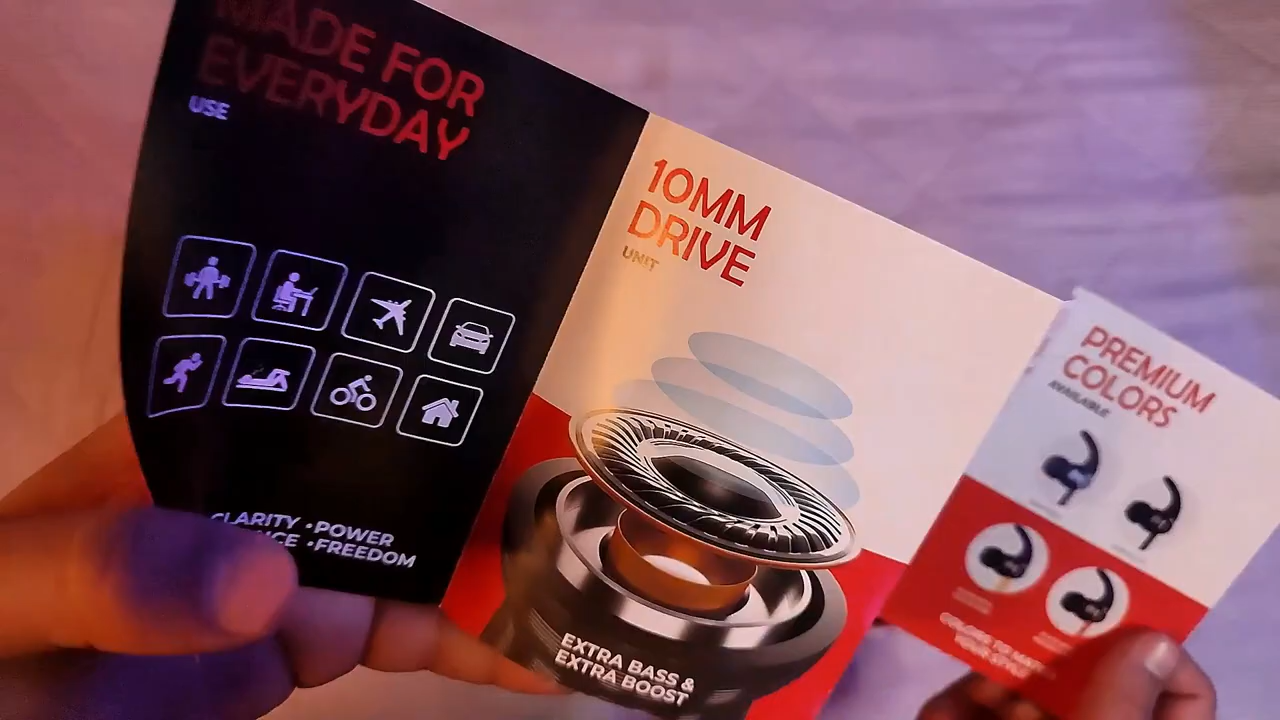 MADE FOR
EVERYDAY
USE
CLARITY •POWER
•FREEDOM
10MM
DRIVE
UNIT
EXTRA BASS &
EXTRA BOOST
PREMIUM
COLORS
AVAILABLE